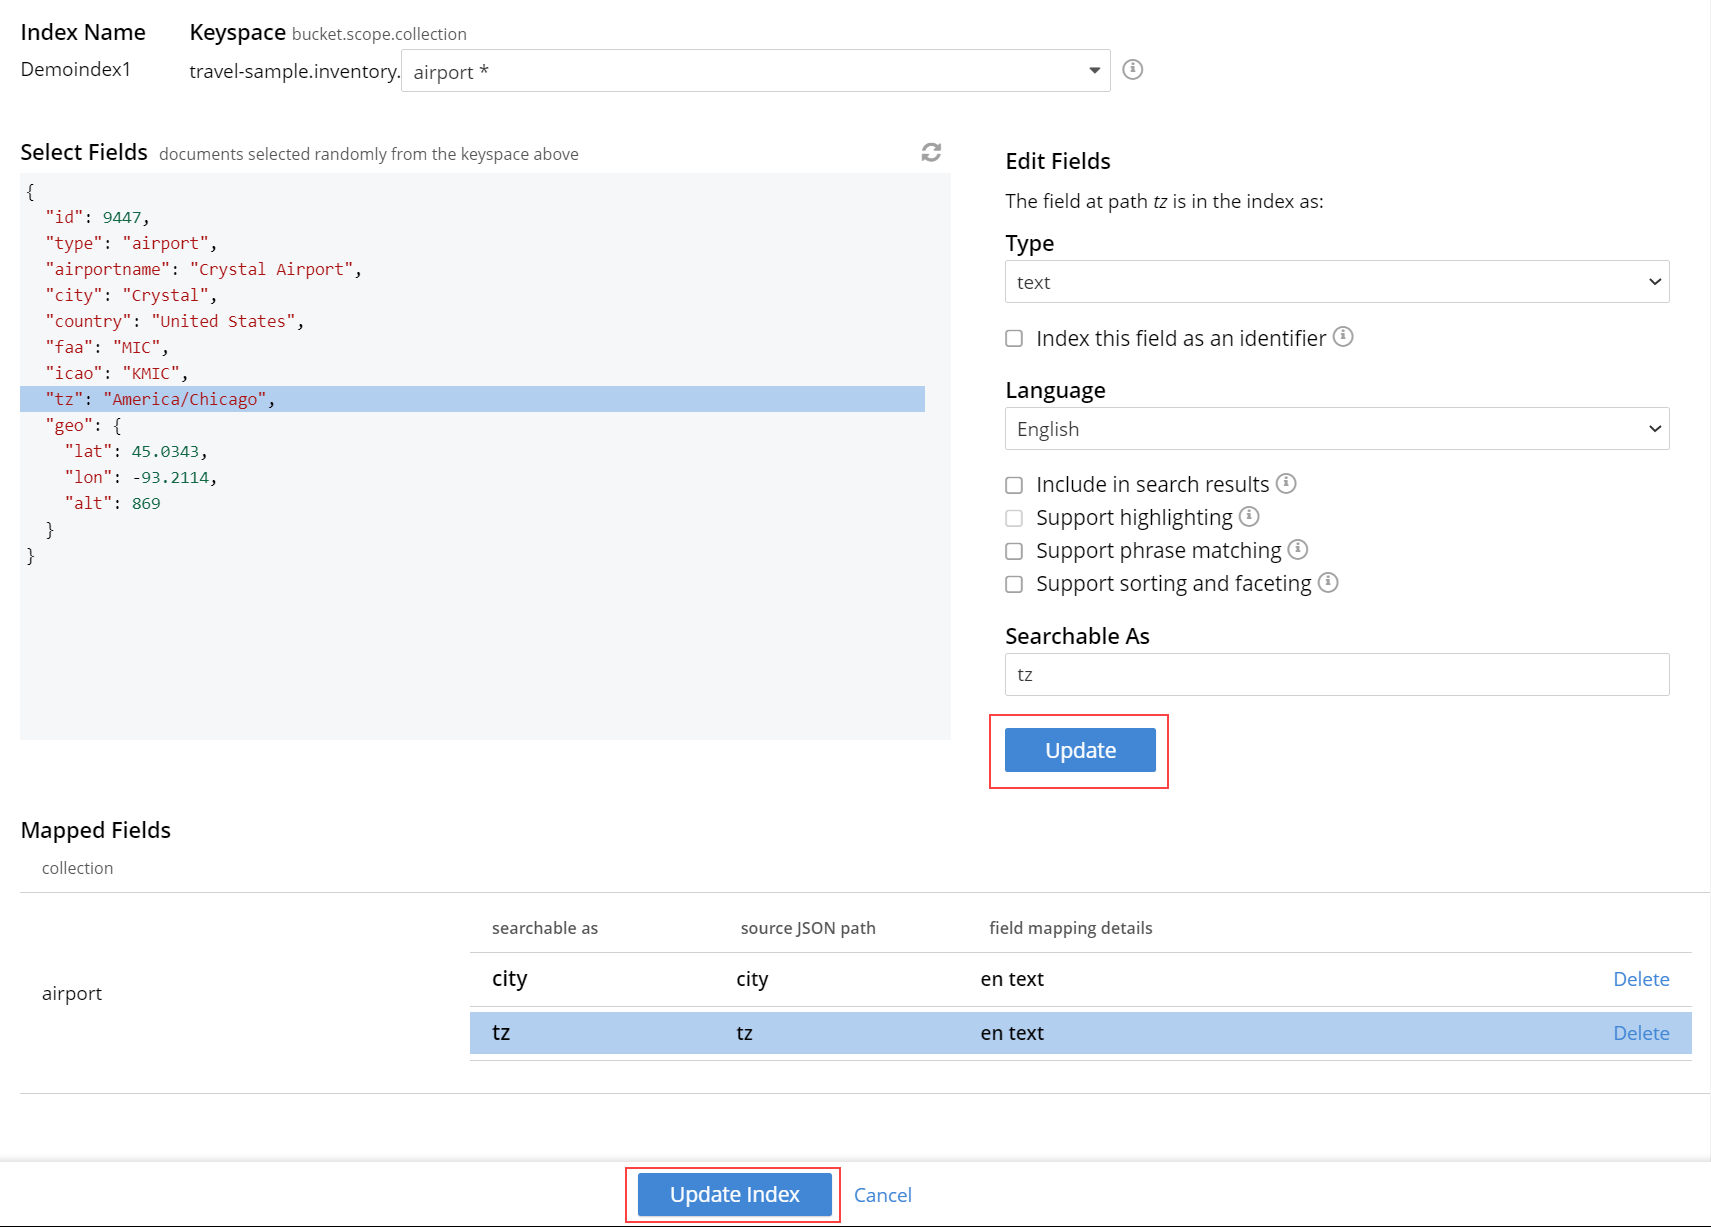 Index Name
Keyspace bucket.scope.collection
Demoindex1
travel-sample.inventory. airport *
Select Fields documents selected randomly from the keyspace above
{
"id": 9447,
"type": "airport",
"airportname": "Crystal Airport",
"city": "Crystal",
"country": "United States",
"faa": "MIC",
"icao": "KMIC",
"tz": "America/Chicago",
"geo": {
"lat": 45.0343,
"lon": -93.2114,
"alt": 869
}
}
Edit Fields
The field at path tz is in the index as:
Type
text
Index this field as an identifier
Language
English
Include in search results
Support highlighting
Support phrase matching
Support sorting and faceting
Searchable As
tz
Update
Mapped Fields
collection
searchable as source JSON path field mapping details
airport
city city en text Delete
tz tz en text Delete
Update Index Cancel